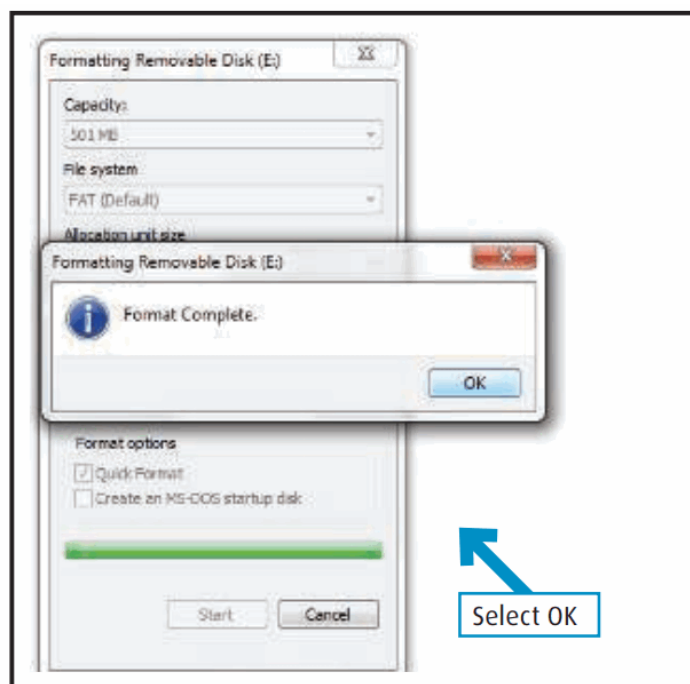 Formatting Removable Disk (E:)
Capacity:
501 MB
File system
FAT (Default)
Allocation unit size
Formatting Removable Disk (E:)
Format Complete.
OK
Format options
Quick Format
Create an MS-DOS startup disk
Start
Cancel
Select OK